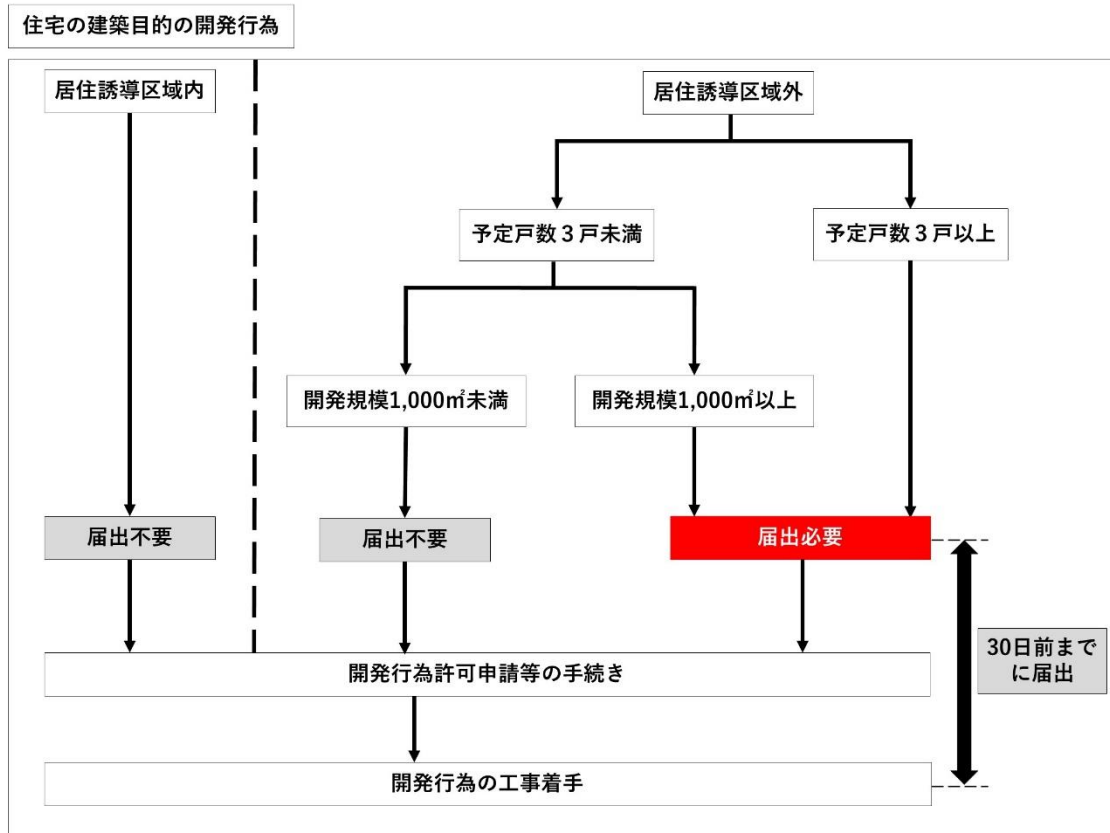 住宅の建築目的の開発行為
居住誘導区域内
居住誘導区域外
予定戸数３戸未満
予定戸数３戸以上
開発規模1,000㎡未満
開発規模1,000㎡以上
届出不要
届出不要
届出必要
30日前まで
に届出
開発行為許可申請等の手続き
開発行為の工事着手